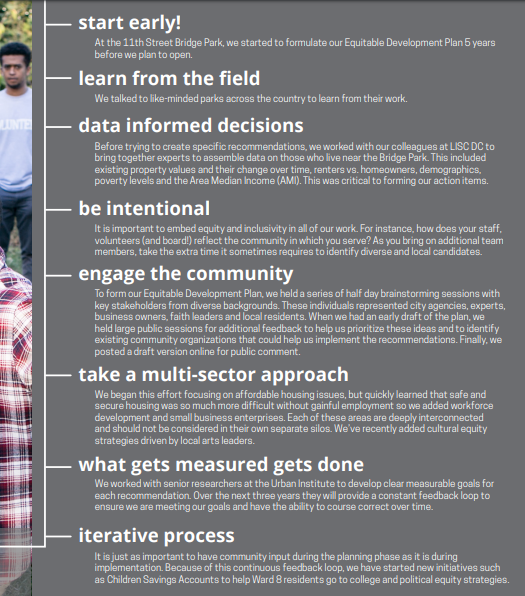 start early!
At the 11th Street Bridge Park, we started to formulate our Equitable Development Plan 5 years
before we plan to open.
learn from the field
We talked to like-minded parks across the country to learn from their work.
data informed decisions
Before trying to create specific recommendations, we worked with our colleagues at LISC DC to
bring together experts to assemble data on those who live near the Bridge Park. This included
existing property values and their change over time, renters vs. homeowners, demographics,
poverty levels and the Area Median Income (AMI). This was critical to forming our action items.
be intentional
It is important to embed equity and inclusivity in all of our work. For instance, how does your staff,
volunteers (and board!) reflect the community in which you serve? As you bring on additional team
members, take the extra time it sometimes requires to identify diverse and local candidates.
engage the community
To form our Equitable Development Plan, we held a series of half day brainstorming sessions with
key stakeholders from diverse backgrounds. These individuals represented city agencies, experts,
business owners, faith leaders and local residents. When we had an early draft of the plan, we
held large public sessions for additional feedback to help us prioritize these ideas and to identify
existing community organizations that could help us implement the recommendations. Finally, we
posted a draft version online for public comment.
take a multi-sector approach
We began this effort focusing on affordable housing issues, but quickly learned that safe and
secure housing was so much more difficult without gainful employment so we added workforce
development and small business enterprises. Each of these areas are deeply interconnected
and should not be considered in their own separate silos. We've recently added cultural equity
strategies driven by local arts leaders.
what gets measured gets done
We worked with senior researchers at the Urban Institute to develop clear measurable goals for
each recommendation. Over the next three years they will provide a constant feedback loop to
ensure we are meeting our goals and have the ability to course correct over time.
iterative process
It is just as important to have community input during the planning phase as it is during
implementation. Because of this continuous feedback loop, we have started new initiatives such
as Children Savings Accounts to help Ward 8 residents go to college and political equity strategies.